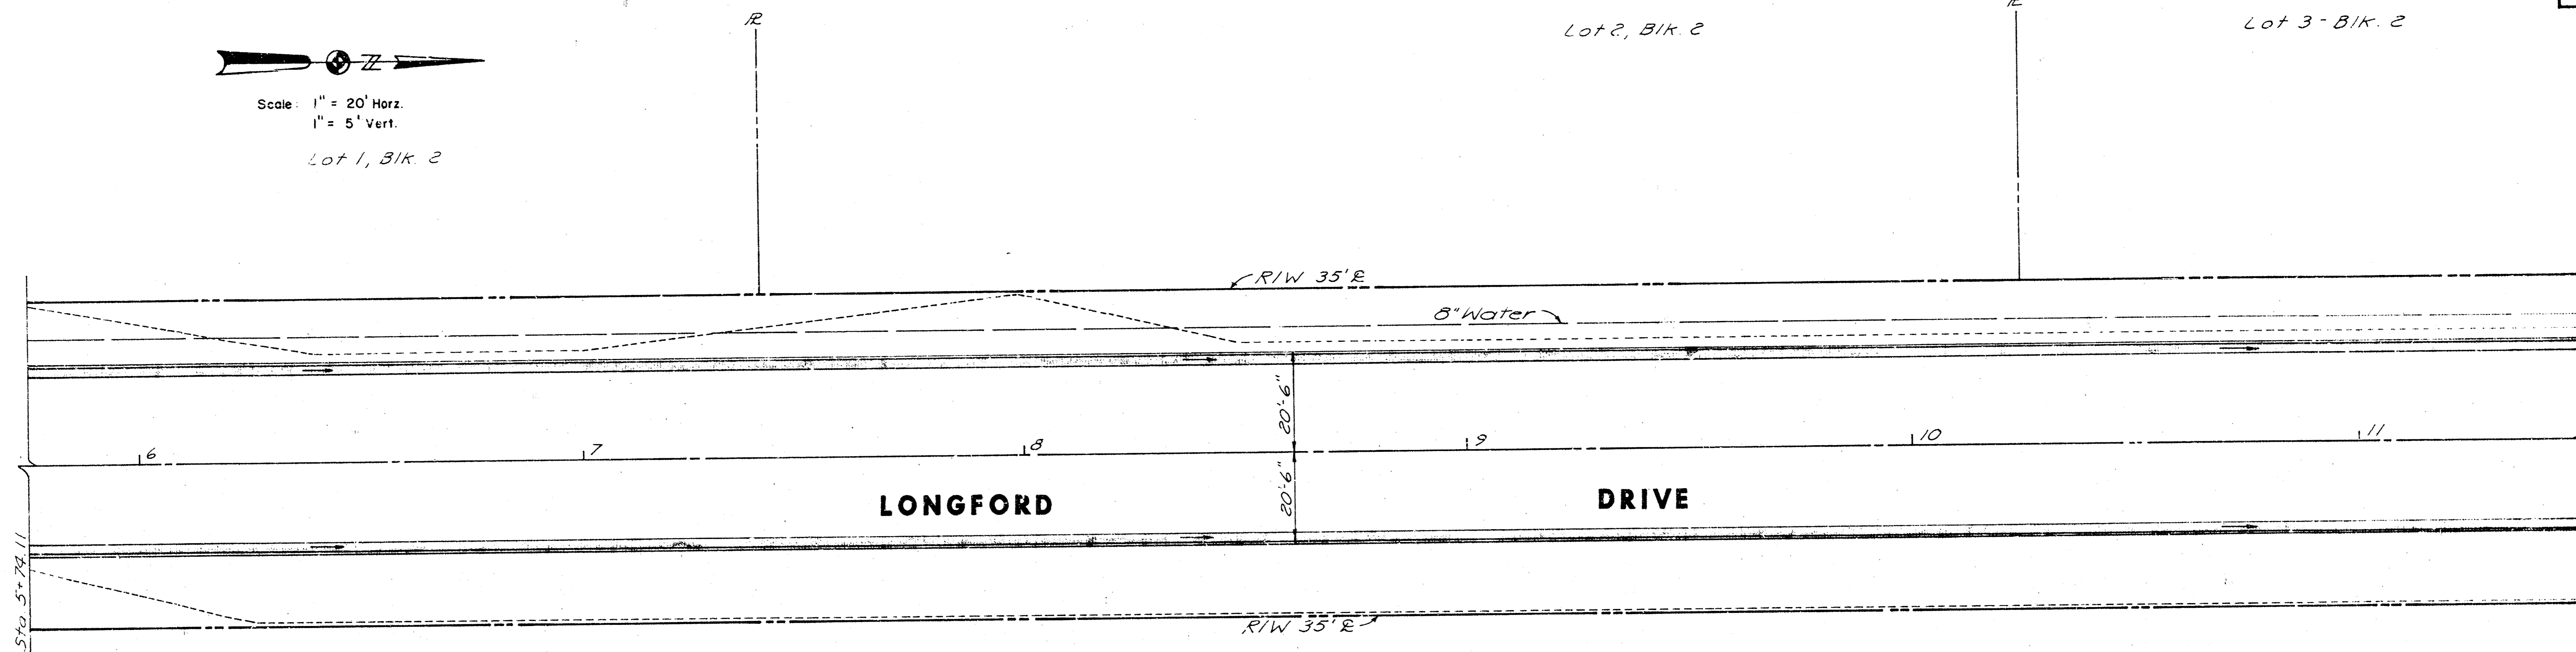 Lot 2, Blk. 2
Lot 3 - Blk. 2
Z
Scale: 1" = 20' Horz.
1" = 5' Vert.
Lot 1, Blk. 2
R/W 35' ℄
8" Water
20'-6"
6
7
8
9
10
11
20'-6"
LONGFORD DRIVE
Sta. 5+74.11
R/W 35' ℄